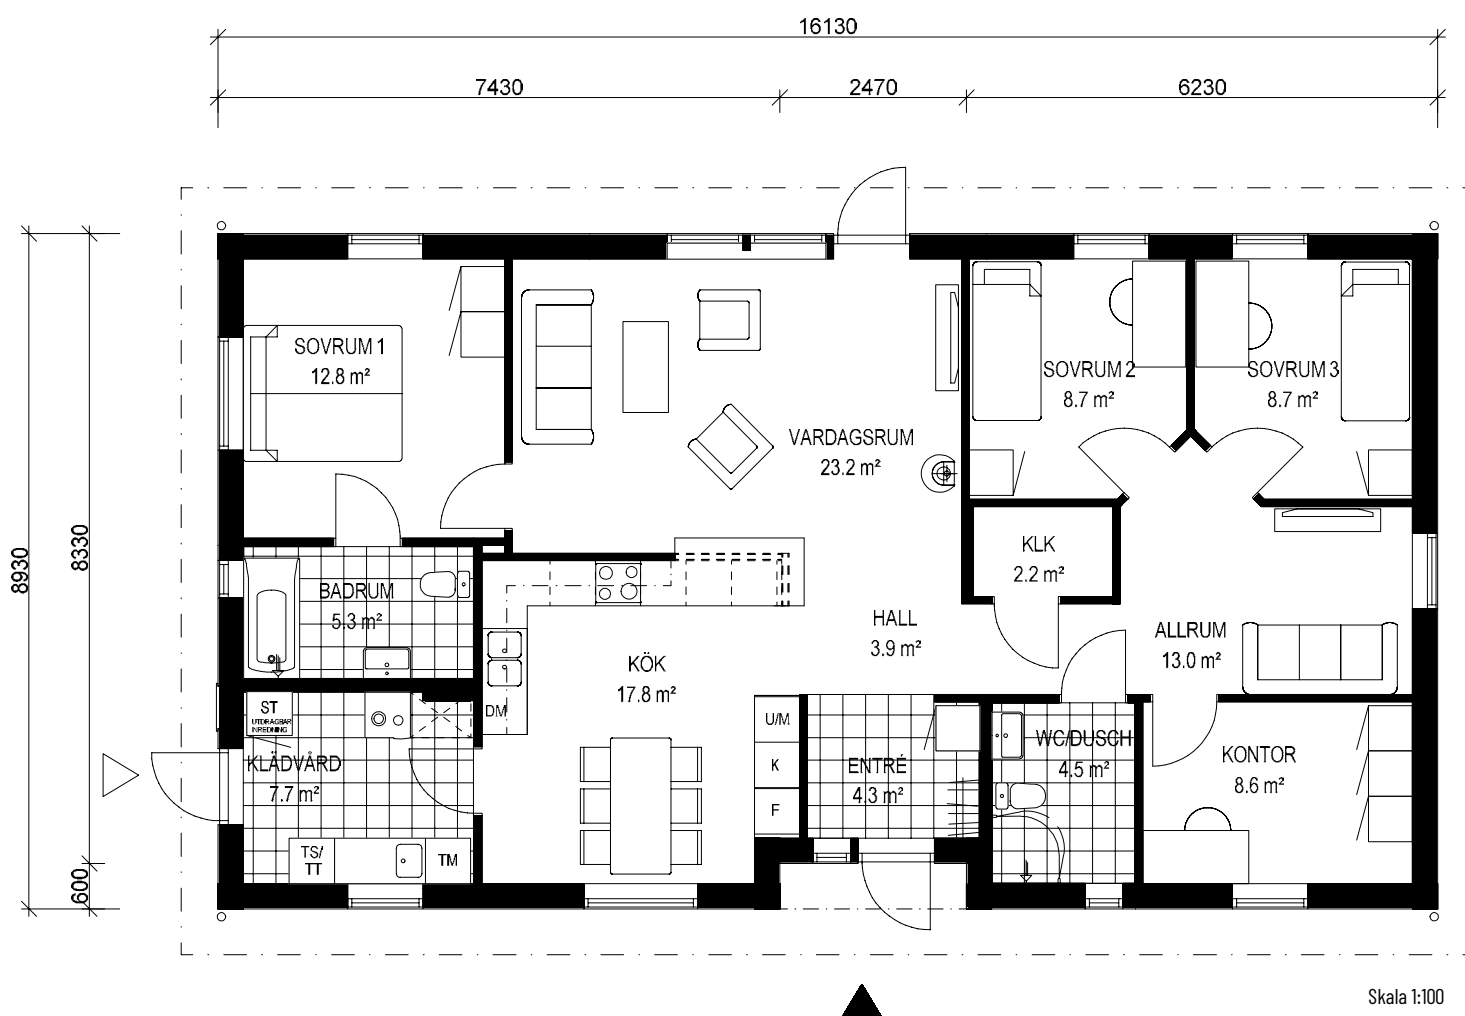 16130
7430
2470
6230
8930
8330
600
SOVRUM 1
12.8 m²
VARDAGSRUM
23.2 m²
SOVRUM 2
8.7 m²
SOVRUM 3
8.7 m²
KLK
2.2 m²
BADRUM
5.3 m²
HALL
3.9 m²
ALLRUM
13.0 m²
KÖK
17.8 m²
DM
ST
UTDRAGBAR
INREDNING
KLÄDVÅRD
7.7 m²
TS/
TT
TM
U/M
K
F
ENTRÉ
4.3 m²
WC/DUSCH
4.5 m²
KONTOR
8.6 m²
Skala 1:100